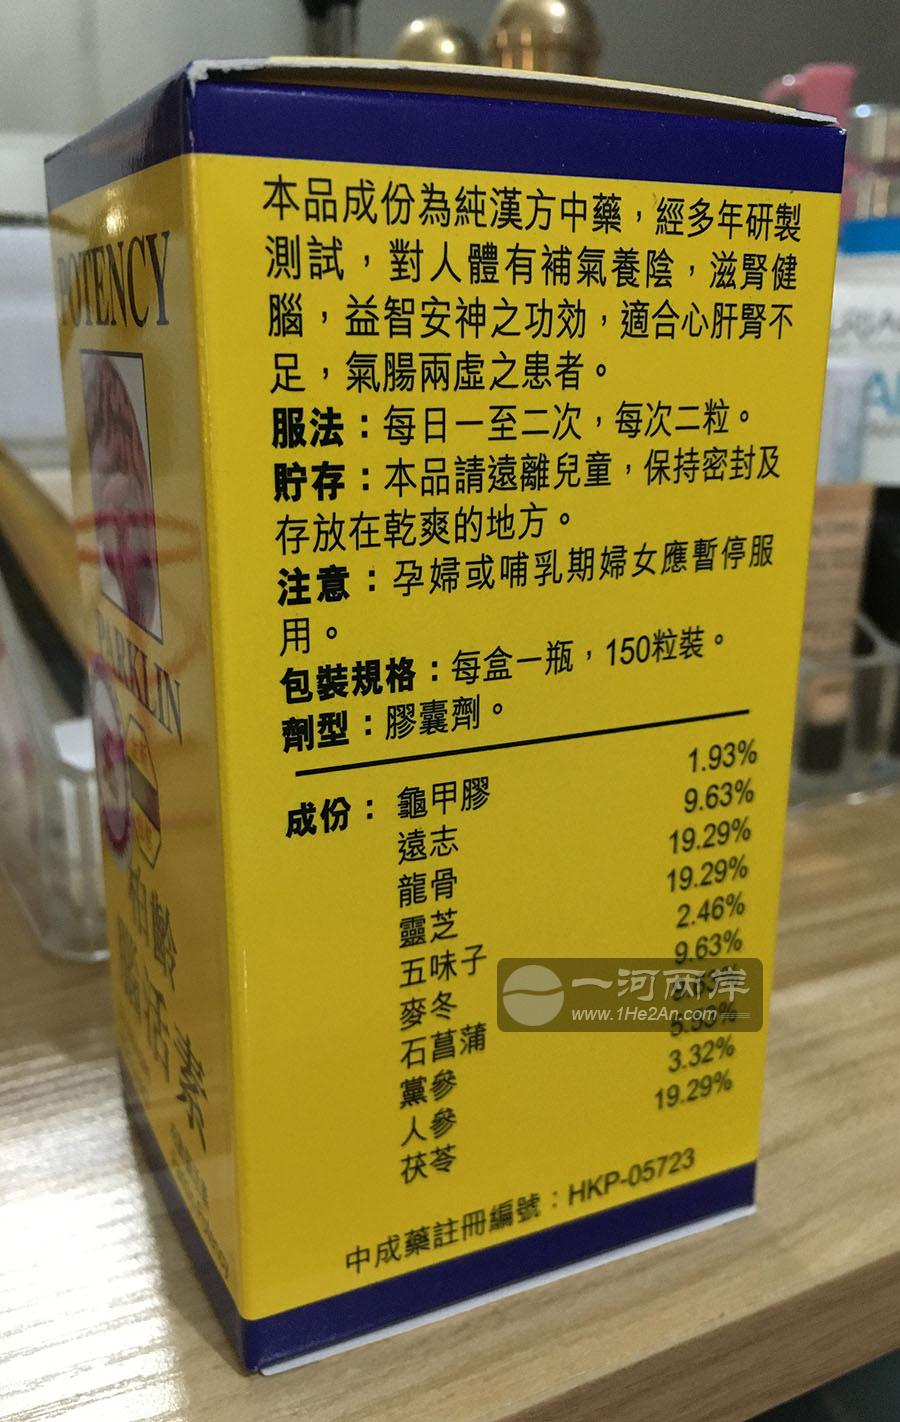 本品成份為純漢方中藥，經多年研製
測試，對人體有補氣養陰，滋腎健
腦，益智安神之功効，適合心肝腎不
足，氣腸兩虛之患者。
服法：每日一至二次，每次二粒。
貯存：本品請遠離兒童，保持密封及
存放在乾爽的地方。
注意：孕婦或哺乳期婦女應暫停服
用。
包裝規格：每盒一瓶，150粒裝。
劑型：膠囊劑。
成份：龜甲膠 1.93%
遠志 9.63%
龍骨 19.29%
靈芝 19.29%
五味子 2.46%
麥冬 9.63%
石菖蒲
黨參
人參 3.32%
茯苓 19.29%
中成藥註冊編號：HKP-05723
POTENCY
PARKLIN
柏齡
腦活
素
一河两岸
www.1He2An.com